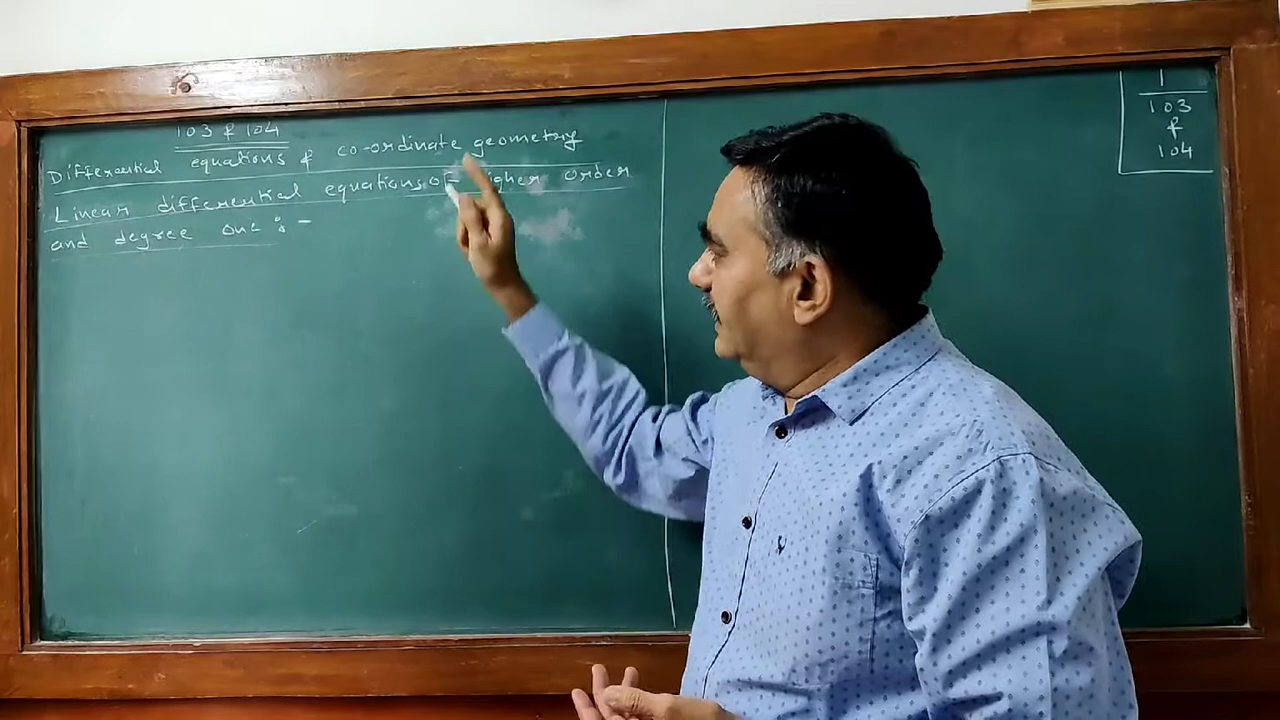 103 & 104
Differential equations & co-ordinate geometry
Linear differential equations of higher order
and degree one :-
1
103
&
104